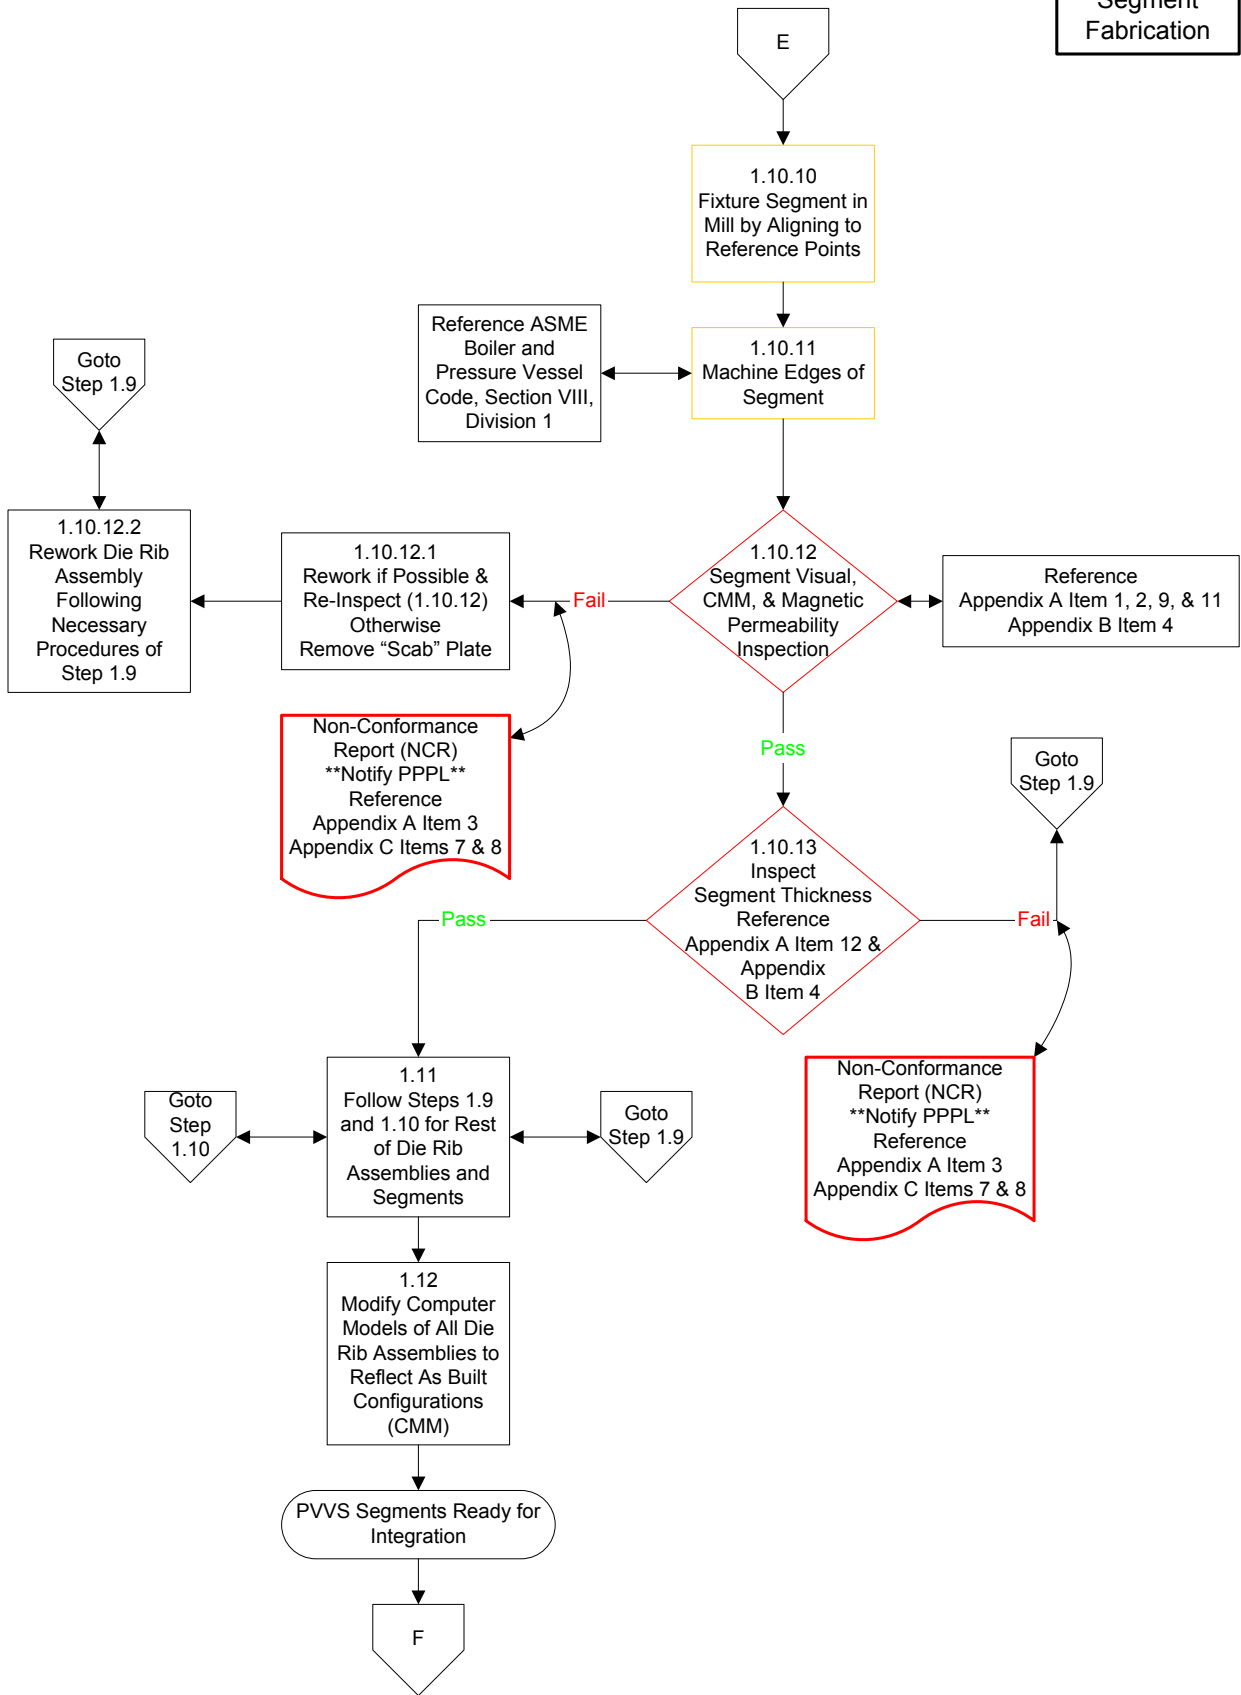 Segment
Fabrication
E
1.10.10
Fixture Segment in
Mill by Aligning to
Reference Points
Reference ASME
Boiler and
Pressure Vessel
Code, Section VIII,
Division 1
1.10.11
Machine Edges of
Segment
Goto
Step 1.9
1.10.12.2
Rework Die Rib
Assembly
Following
Necessary
Procedures of
Step 1.9
1.10.12.1
Rework if Possible &
Re-Inspect (1.10.12)
Otherwise
Remove “Scab” Plate
Fail
1.10.12
Segment Visual,
CMM, & Magnetic
Permeability
Inspection
Reference
Appendix A Item 1, 2, 9, & 11
Appendix B Item 4
Non-Conformance
Report (NCR)
**Notify PPPL**
Reference
Appendix A Item 3
Appendix C Items 7 & 8
Pass
Goto
Step 1.9
1.10.13
Inspect
Segment Thickness
Reference
Appendix A Item 12 &
Appendix
B Item 4
Pass
Fail
Non-Conformance
Report (NCR)
**Notify PPPL**
Reference
Appendix A Item 3
Appendix C Items 7 & 8
Goto
Step
1.10
1.11
Follow Steps 1.9
and 1.10 for Rest
of Die Rib
Assemblies and
Segments
Goto
Step 1.9
1.12
Modify Computer
Models of All Die
Rib Assemblies to
Reflect As Built
Configurations
(CMM)
PVVS Segments Ready for
Integration
F